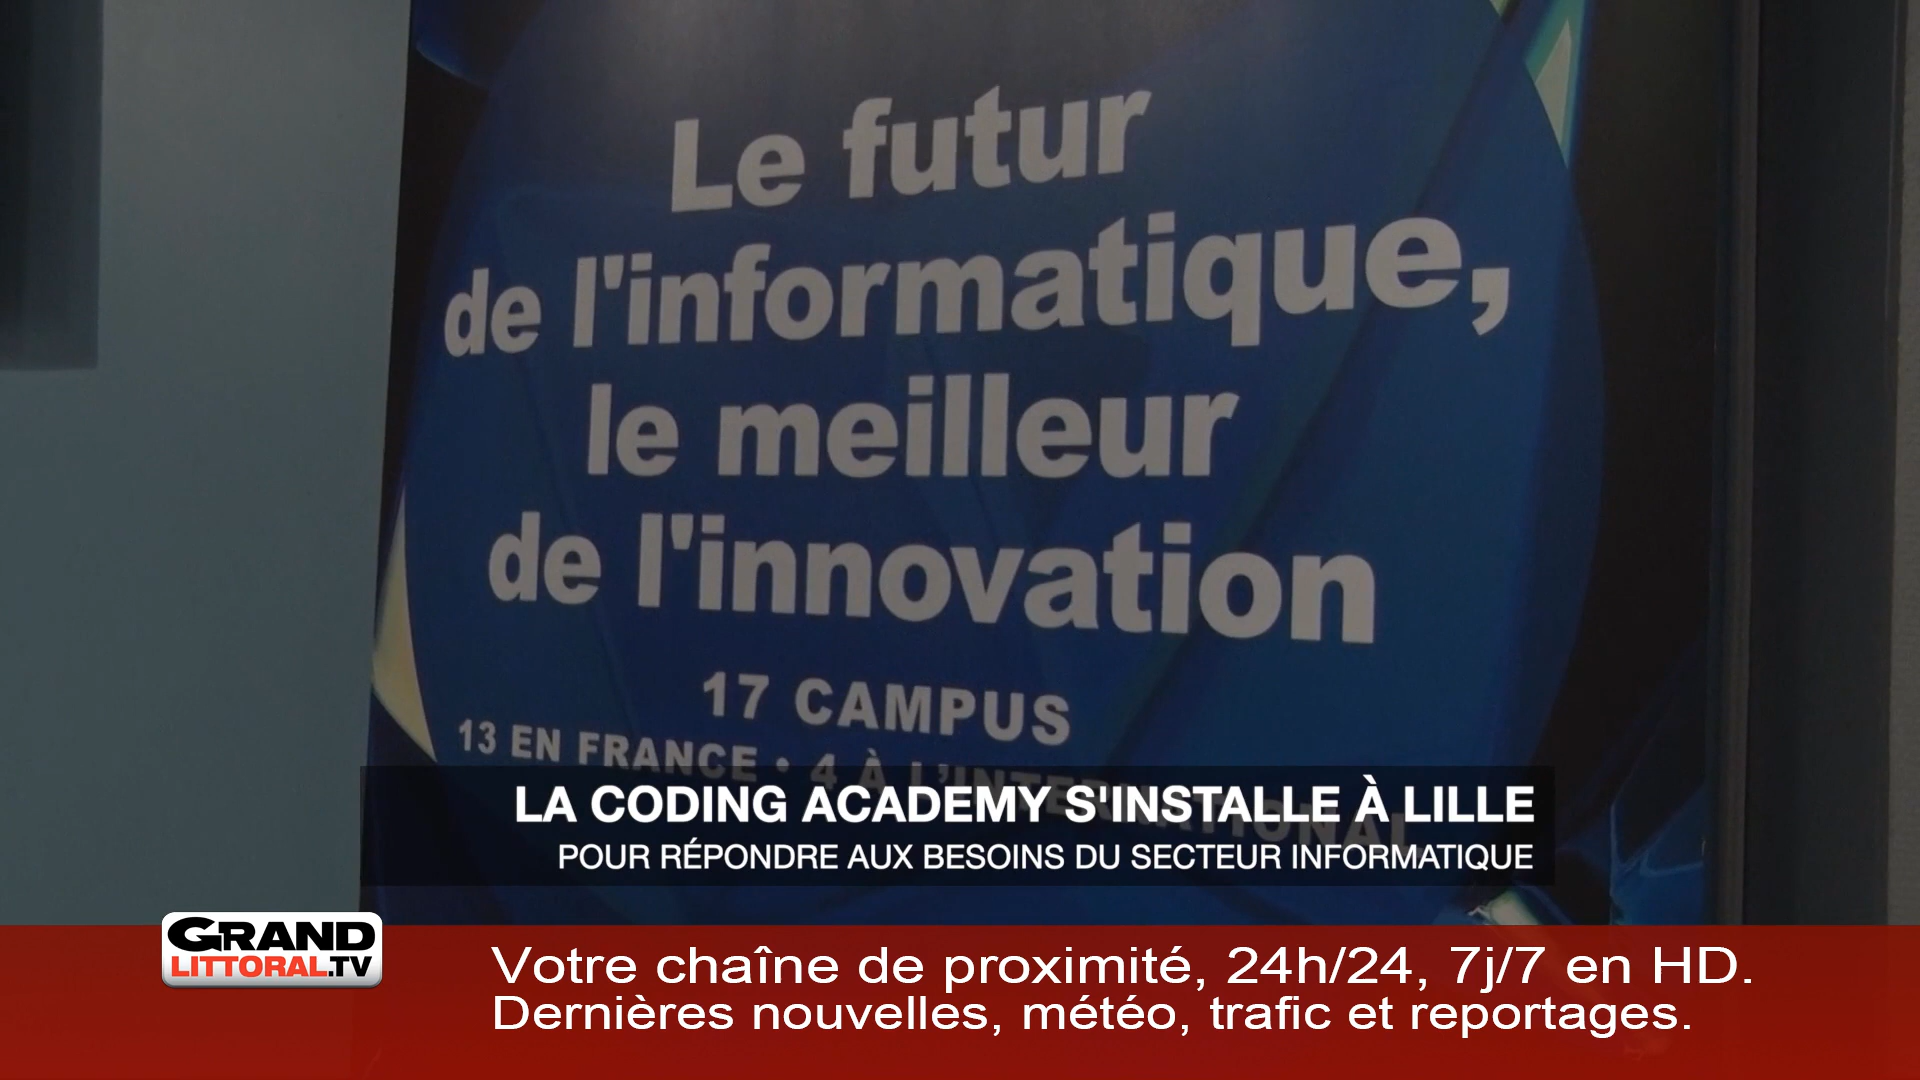 Le futur
de l'informatique,
le meilleur
de l'innovation
17 CAMPUS
13 EN FRANCE • 4 À L'INTERNATIONAL
LA CODING ACADEMY S'INSTALLE À LILLE
POUR RÉPONDRE AUX BESOINS DU SECTEUR INFORMATIQUE
GRAND
LITTORAL.TV
Votre chaîne de proximité, 24h/24, 7j/7 en HD.
Dernières nouvelles, météo, trafic et reportages.